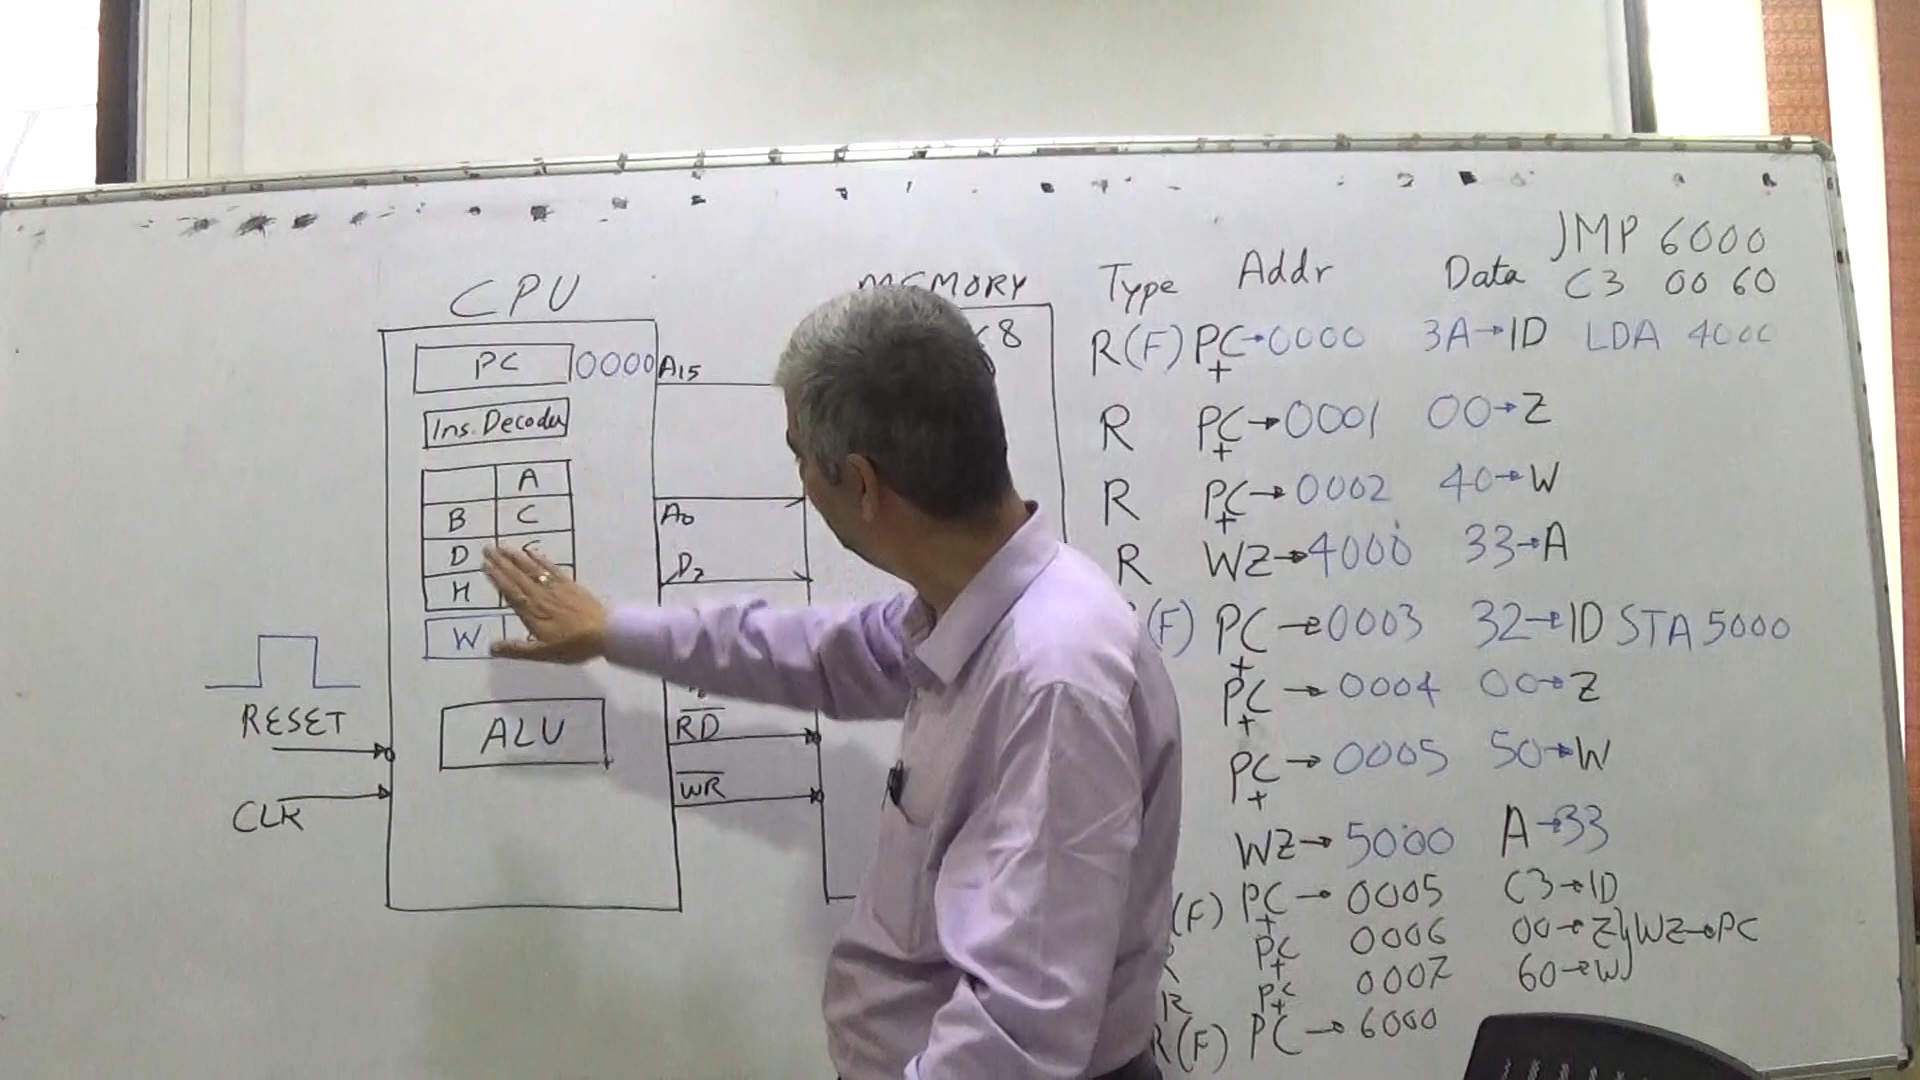 CPU
PC 0000
Ins. Decoder
A
B C
D
H
W
ALU
RESET
CLK
A15
A0
D7
RD
WR
MEMORY
JMP 6000
C3 00 60
Type Addr Data
R(F) PC→0000 3A→ID LDA
+
R PC→0001 00→Z
+
R PC→0002 40→W
+
R WZ→4000 33→A
(F) PC→0003 32→ID STA 5000
+
PC→0004 00→Z
+
PC→0005 50→W
+
WZ→5000 A→33
(F) PC→0005 C3→ID
+
PC 0006 00→Z} WZ→PC
+
R PC 0007 60→W
+
R(F) PC→6000